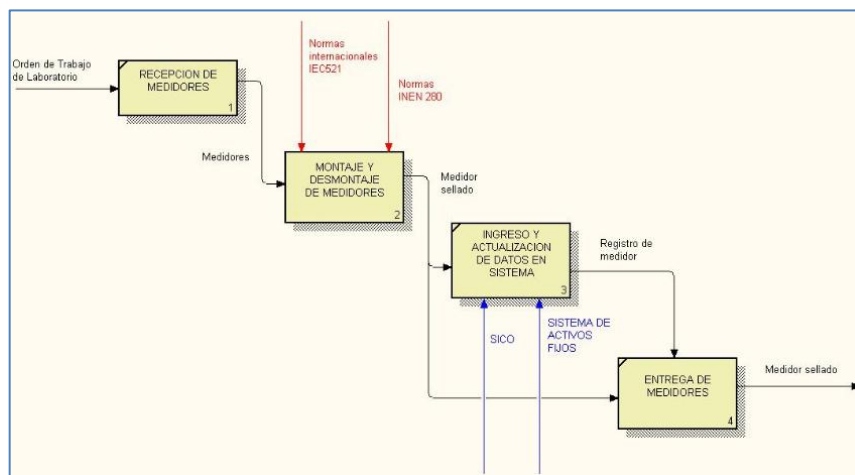 Orden de Trabajo
de Laboratorio
RECEPCION DE
MEDIDORES
1
Normas
internacionales
IEC521
Normas
INEN 280
Medidores
MONTAJE Y
DESMONTAJE
DE MEDIDORES
2
Medidor
sellado
INGRESO Y
ACTUALIZACION
DE DATOS EN
SISTEMA
3
Registro de
medidor
SICO
SISTEMA DE
ACTIVOS
FIJOS
ENTREGA DE
MEDIDORES
4
Medidor sellado